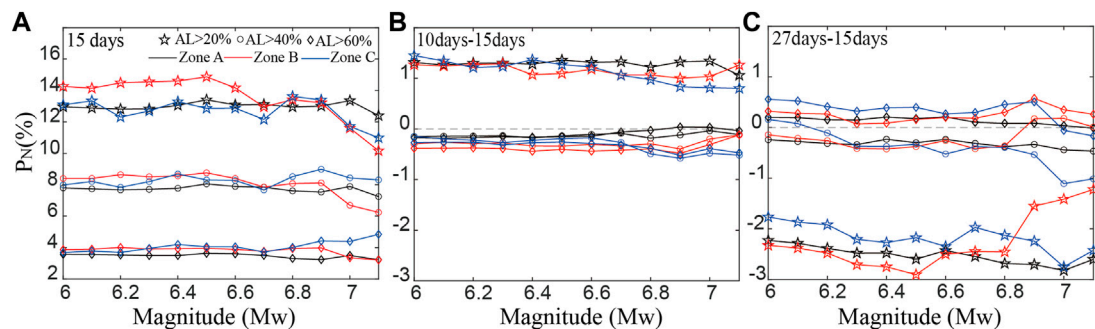 A
15 days
AL>20% AL>40% AL>60%
Zone A Zone B Zone C
PN(%)
16
14
12
10
8
6
4
2
6 6.2 6.4 6.6 6.8 7
Magnitude (Mw)
B
10days-15days
1
0
-1
-2
-3
6 6.2 6.4 6.6 6.8 7
Magnitude (Mw)
C
27days-15days
1
0
-1
-2
-3
6 6.2 6.4 6.6 6.8 7
Magnitude (Mw)